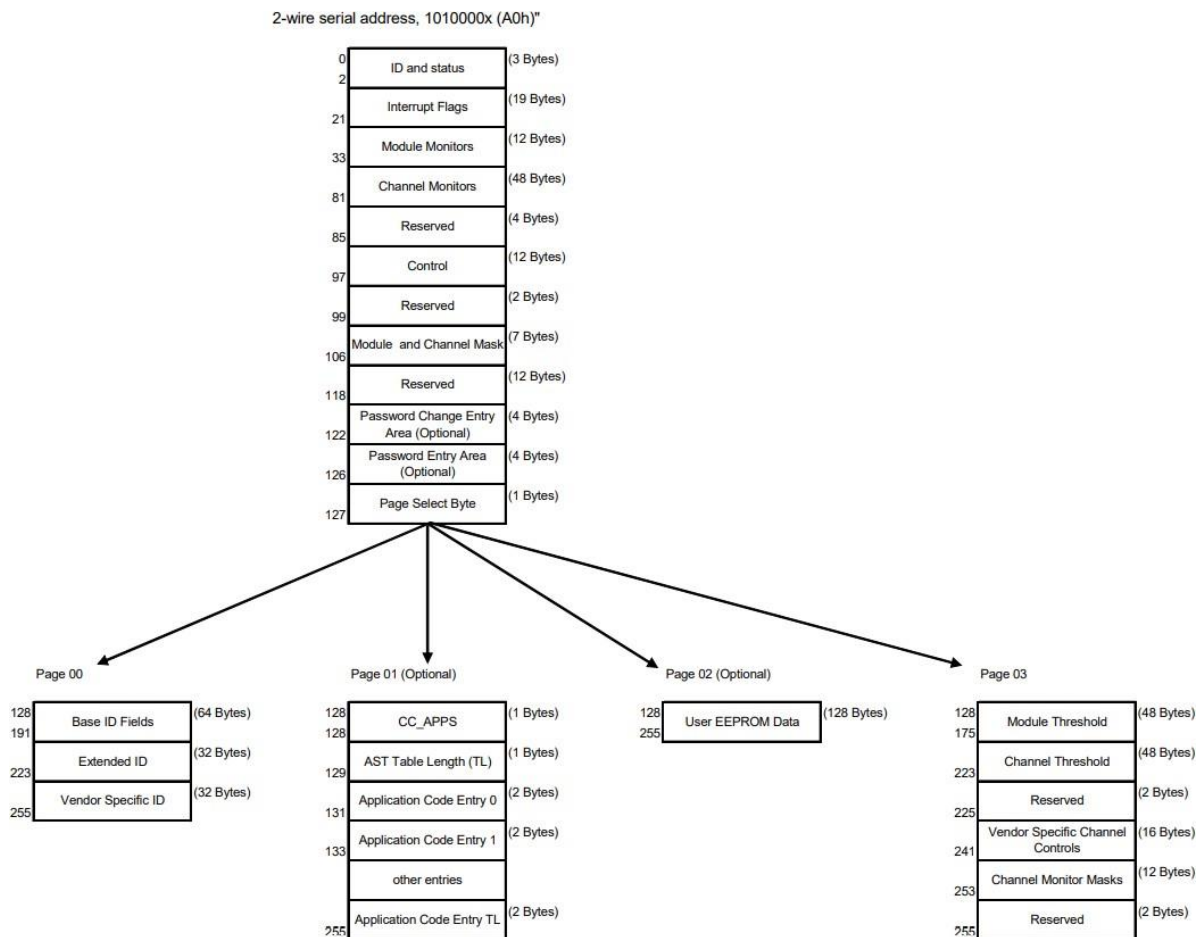 2-wire serial address, 1010000x (A0h)"
0 ID and status (3 Bytes)
2
Interrupt Flags (19 Bytes)
21
Module Monitors (12 Bytes)
33
Channel Monitors (48 Bytes)
81
Reserved (4 Bytes)
85
Control (12 Bytes)
97
Reserved (2 Bytes)
99
Module and Channel Mask (7 Bytes)
106
Reserved (12 Bytes)
118
Password Change Entry (4 Bytes)
Area (Optional)
122
Password Entry Area (4 Bytes)
(Optional)
126
Page Select Byte (1 Bytes)
127
Page 00
128 Base ID Fields (64 Bytes)
191
Extended ID (32 Bytes)
223
Vendor Specific ID (32 Bytes)
255
Page 01 (Optional)
128 CC_APPS (1 Bytes)
128
AST Table Length (TL) (1 Bytes)
129
Application Code Entry 0 (2 Bytes)
131
Application Code Entry 1 (2 Bytes)
133
other entries
Application Code Entry TL (2 Bytes)
255
Page 02 (Optional)
128 User EEPROM Data (128 Bytes)
255
Page 03
128 Module Threshold (48 Bytes)
175
Channel Threshold (48 Bytes)
223
Reserved (2 Bytes)
225
Vendor Specific Channel (16 Bytes)
Controls
241
Channel Monitor Masks (12 Bytes)
253
Reserved (2 Bytes)
255